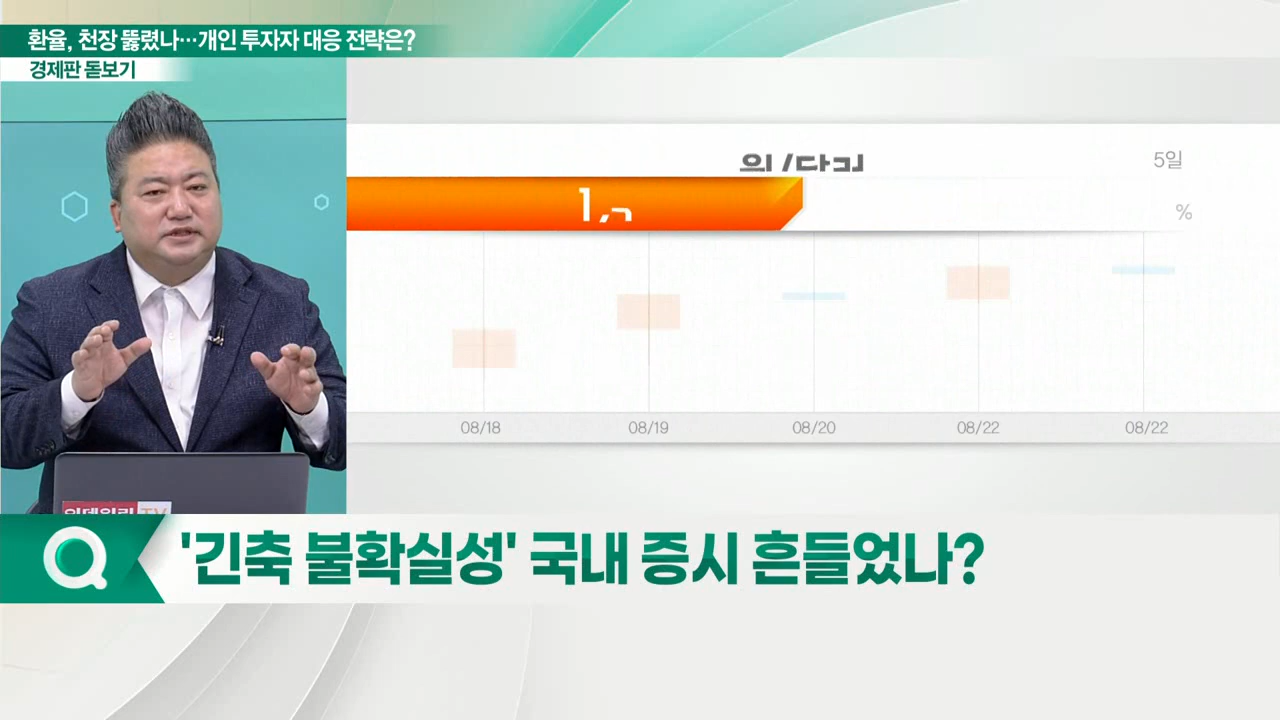 환율, 천장 뚫렸나…개인 투자자 대응 전략은?
경제판 돋보기
5일
%
08/18 08/19 08/20 08/22 08/22
'긴축 불확실성' 국내 증시 흔들었나?